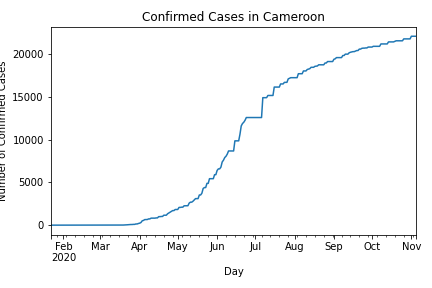 Confirmed Cases in Cameroon
Number of Confirmed Cases
20000
15000
10000
5000
0
Feb Mar Apr May Jun Jul Aug Sep Oct Nov
2020
Day